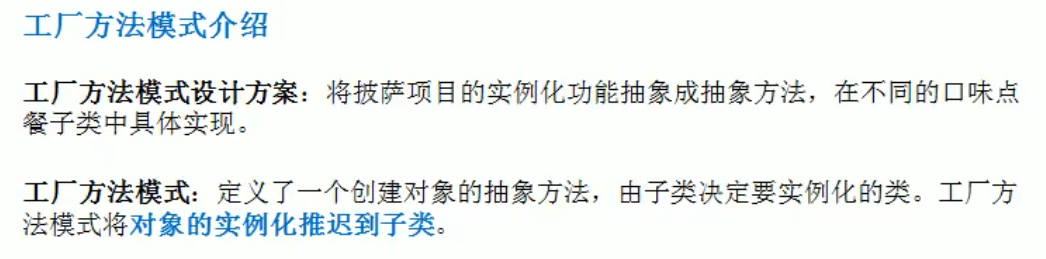 工厂方法模式介绍
工厂方法模式设计方案：将披萨项目的实例化功能抽象成抽象方法，在不同的口味点
餐子类中具体实现。
工厂方法模式：定义了一个创建对象的抽象方法，由子类决定要实例化的类。工厂方
法模式将对象的实例化推迟到子类。